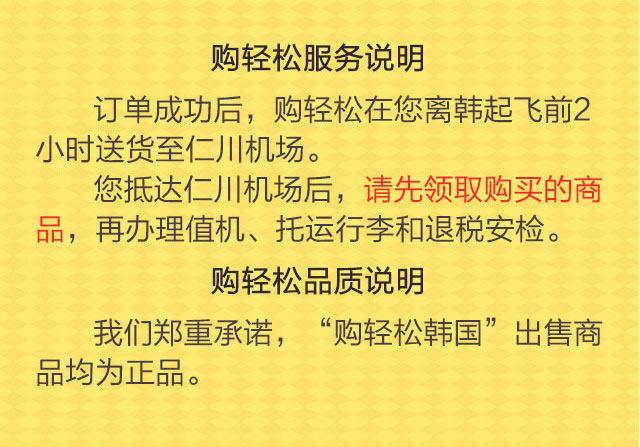 购轻松服务说明
订单成功后，购轻松在您离韩起飞前2
小时送货至仁川机场。
您抵达仁川机场后，请先领取购买的商
品，再办理值机、托运行李和退税安检。
购轻松品质说明
我们郑重承诺，“购轻松韩国”出售商
品均为正品。